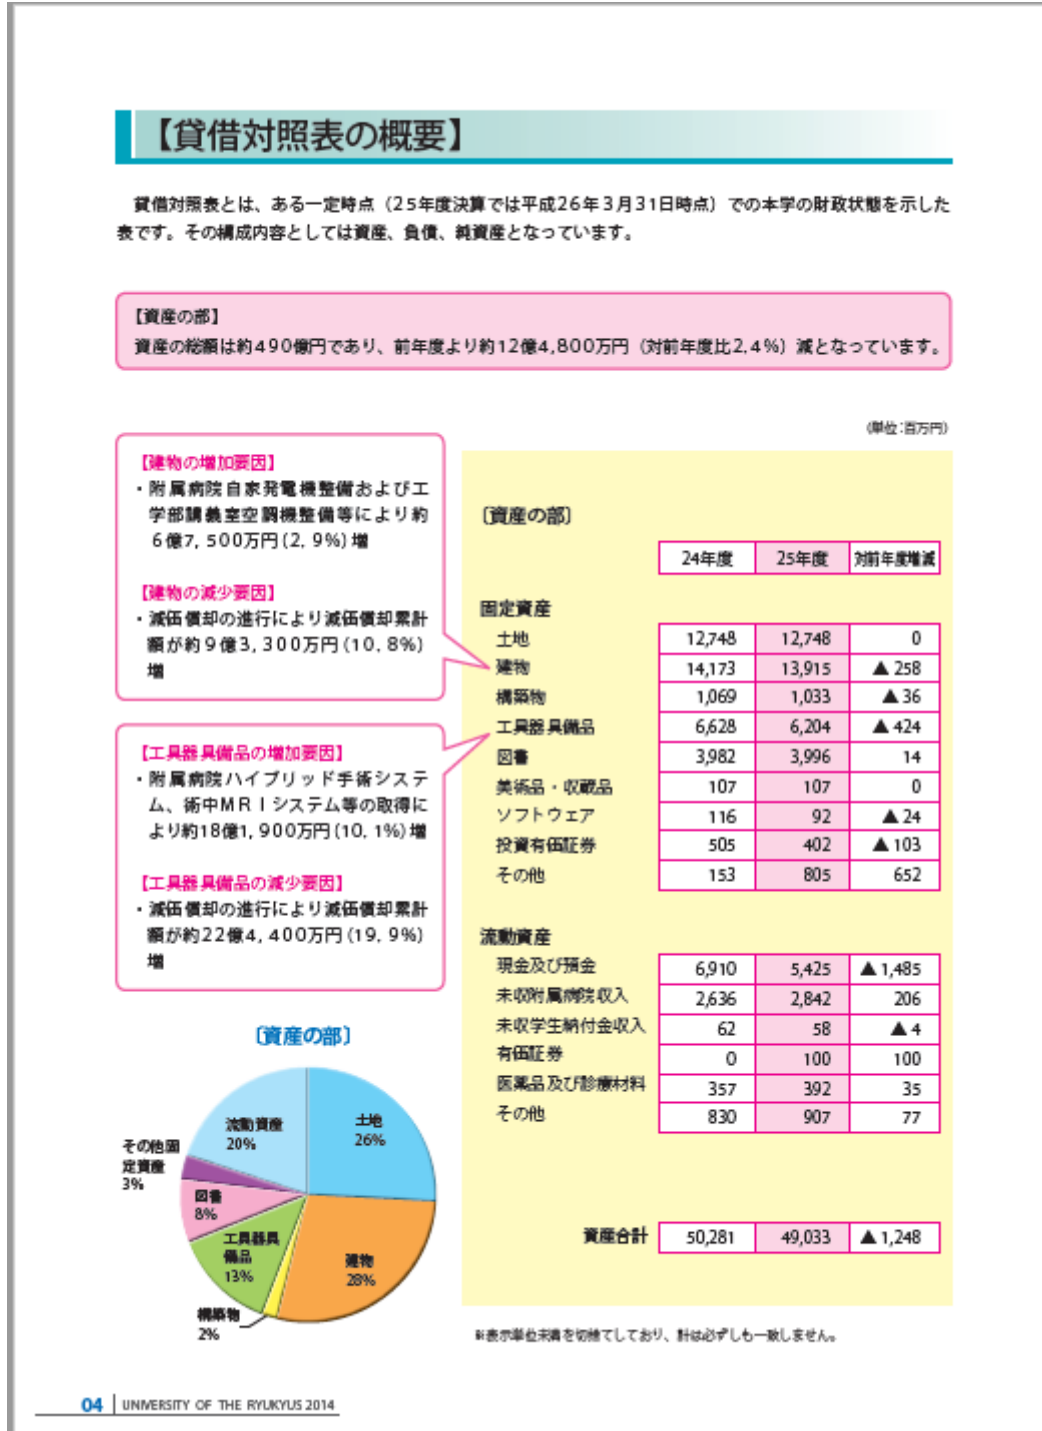 【貸借対照表の概要】
貸借対照表とは、ある一定時点（25年度決算では平成26年3月31日時点）での本学の財政状態を示した
表です。その構成内容としては資産、負債、純資産となっています。
【資産の部】
資産の総額は約490億円であり、前年度より約12億4,800万円（対前年度比2.4％）減となっています。
（単位：百万円）
【建物の増加要因】
・附属病院自家発電機整備および工
学部講義室空調機整備等により約
6億7,500万円(2.9%)増
【建物の減少要因】
・減価償却の進行により減価償却累計
額が約9億3,300万円(10.8%)
増
【工具器具備品の増加要因】
・附属病院ハイブリッド手術システ
ム、術中MRIシステム等の取得に
より約18億1,900万円(10.1%)増
【工具器具備品の減少要因】
・減価償却の進行により減価償却累計
額が約22億4,400万円(19.9%)
増
〔資産の部〕
24年度 25年度 対前年度増減
固定資産
土地 12,748 12,748 0
建物 14,173 13,915 ▲258
構築物 1,069 1,033 ▲36
工具器具備品 6,628 6,204 ▲424
図書 3,982 3,996 14
美術品・収蔵品 107 107 0
ソフトウェア 116 92 ▲24
投資有価証券 505 402 ▲103
その他 153 805 652
流動資産
現金及び預金 6,910 5,425 ▲1,485
未収附属病院収入 2,636 2,842 206
未収学生納付金収入 62 58 ▲4
有価証券 0 100 100
医薬品及び診療材料 357 392 35
その他 830 907 77
資産合計 50,281 49,033 ▲1,248
※表示単位未満を切捨てしており、計は必ずしも一致しません。
〔資産の部〕
土地
26%
建物
28%
構築物
2%
工具器具
備品
13%
図書
8%
その他固
定資産
3%
流動資産
20%
04 UNIVERSITY OF THE RYUKYUS 2014